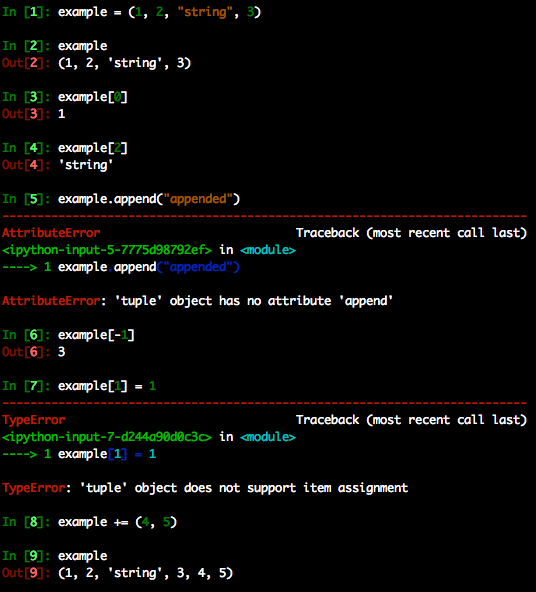 In [1]: example = (1, 2, "string", 3)
In [2]: example
Out[2]: (1, 2, 'string', 3)
In [3]: example[0]
Out[3]: 1
In [4]: example[2]
Out[4]: 'string'
In [5]: example.append("appended")
---------------------------------------------------------------------------
AttributeError                            Traceback (most recent call last)
<ipython-input-5-7775d98792ef> in <module>
----> 1 example.append("appended")
AttributeError: 'tuple' object has no attribute 'append'
In [6]: example[-1]
Out[6]: 3
In [7]: example[1] = 1
---------------------------------------------------------------------------
TypeError                                 Traceback (most recent call last)
<ipython-input-7-d244a90d0c3c> in <module>
----> 1 example[1] = 1
TypeError: 'tuple' object does not support item assignment
In [8]: example += (4, 5)
In [9]: example
Out[9]: (1, 2, 'string', 3, 4, 5)